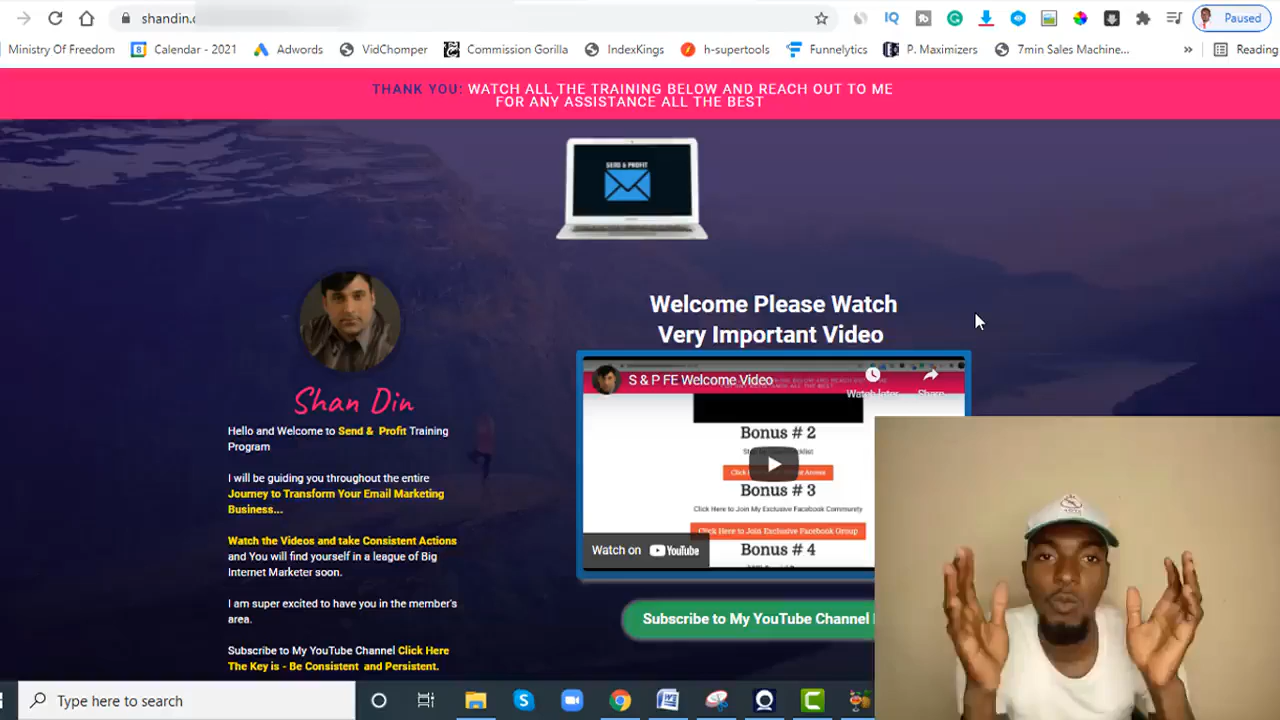 shandin.
Paused
Ministry Of Freedom
Calendar - 2021
Adwords
VidChomper
Commission Gorilla
IndexKings
h-supertools
Funnelytics
P. Maximizers
7min Sales Machine...
»
Reading
THANK YOU: WATCH ALL THE TRAINING BELOW AND REACH OUT TO ME
FOR ANY ASSISTANCE ALL THE BEST
SEND & PROFIT
Welcome Please Watch
Very Important Video
S & P FE Welcome Video
Watch later
Share
Bonus # 2
Bonus # 3
Click Here to Join My Exclusive Facebook Community
Click Here to Join Exclusive Facebook Group
Bonus # 4
Watch on YouTube
Subscribe to My YouTube Channel
Shan Din
Hello and Welcome to Send & Profit Training
Program
I will be guiding you throughout the entire
Journey to Transform Your Email Marketing
Business...
Watch the Videos and take Consistent Actions
and You will find yourself in a league of Big
Internet Marketer soon.
I am super excited to have you in the member's
area.
Subscribe to My YouTube Channel Click Here
The Key is - Be Consistent and Persistent.
Type here to search